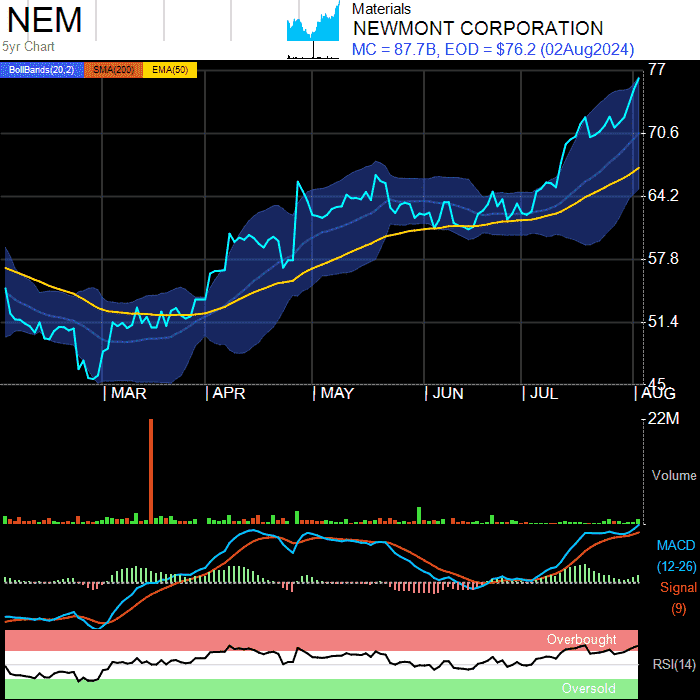 NEM
5yr Chart
Materials
NEWMONT CORPORATION
MC = 87.7B, EOD = $76.2 (02Aug2024)
BollBands(20,2) SMA(200) EMA(50)
77
70.6
64.2
57.8
51.4
45
MAR APR MAY JUN JUL AUG
22M
Volume
MACD
(12-26)
Signal
(9)
Overbought
RSI(14)
Oversold